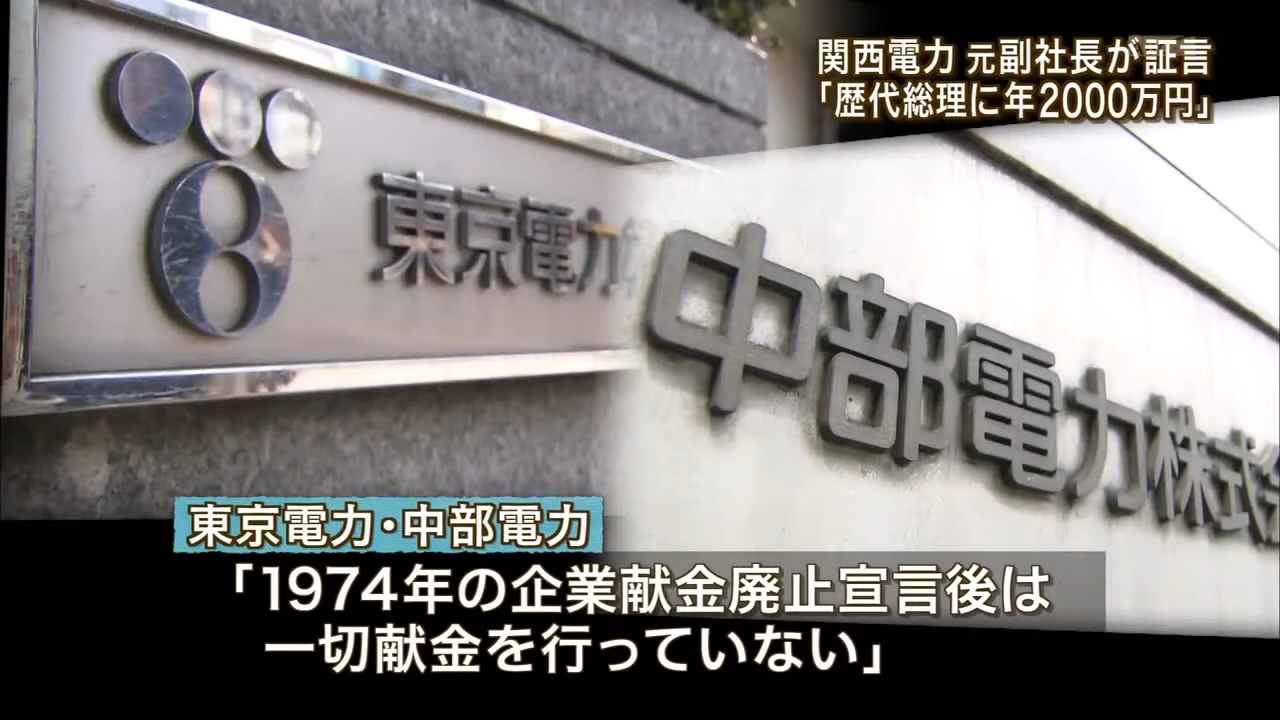 関西電力 元副社長が証言
「歴代総理に年2000万円」
東京電力
中部電力株式会
東京電力・中部電力
「1974年の企業献金廃止宣言後は
一切献金を行っていない」